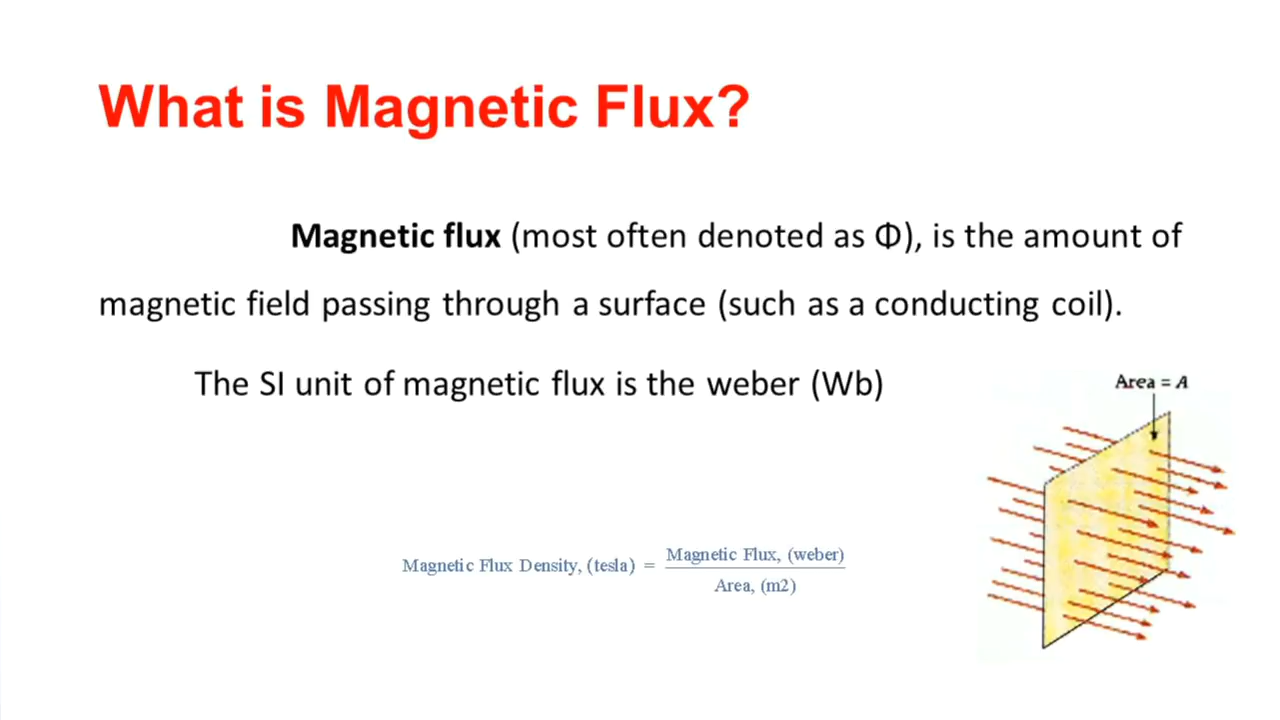 What is Magnetic Flux?
Magnetic flux (most often denoted as Φ), is the amount of
magnetic field passing through a surface (such as a conducting coil).
The SI unit of magnetic flux is the weber (Wb)
Area = A
Magnetic Flux Density, (tesla) = Magnetic Flux, (weber)
Area, (m2)